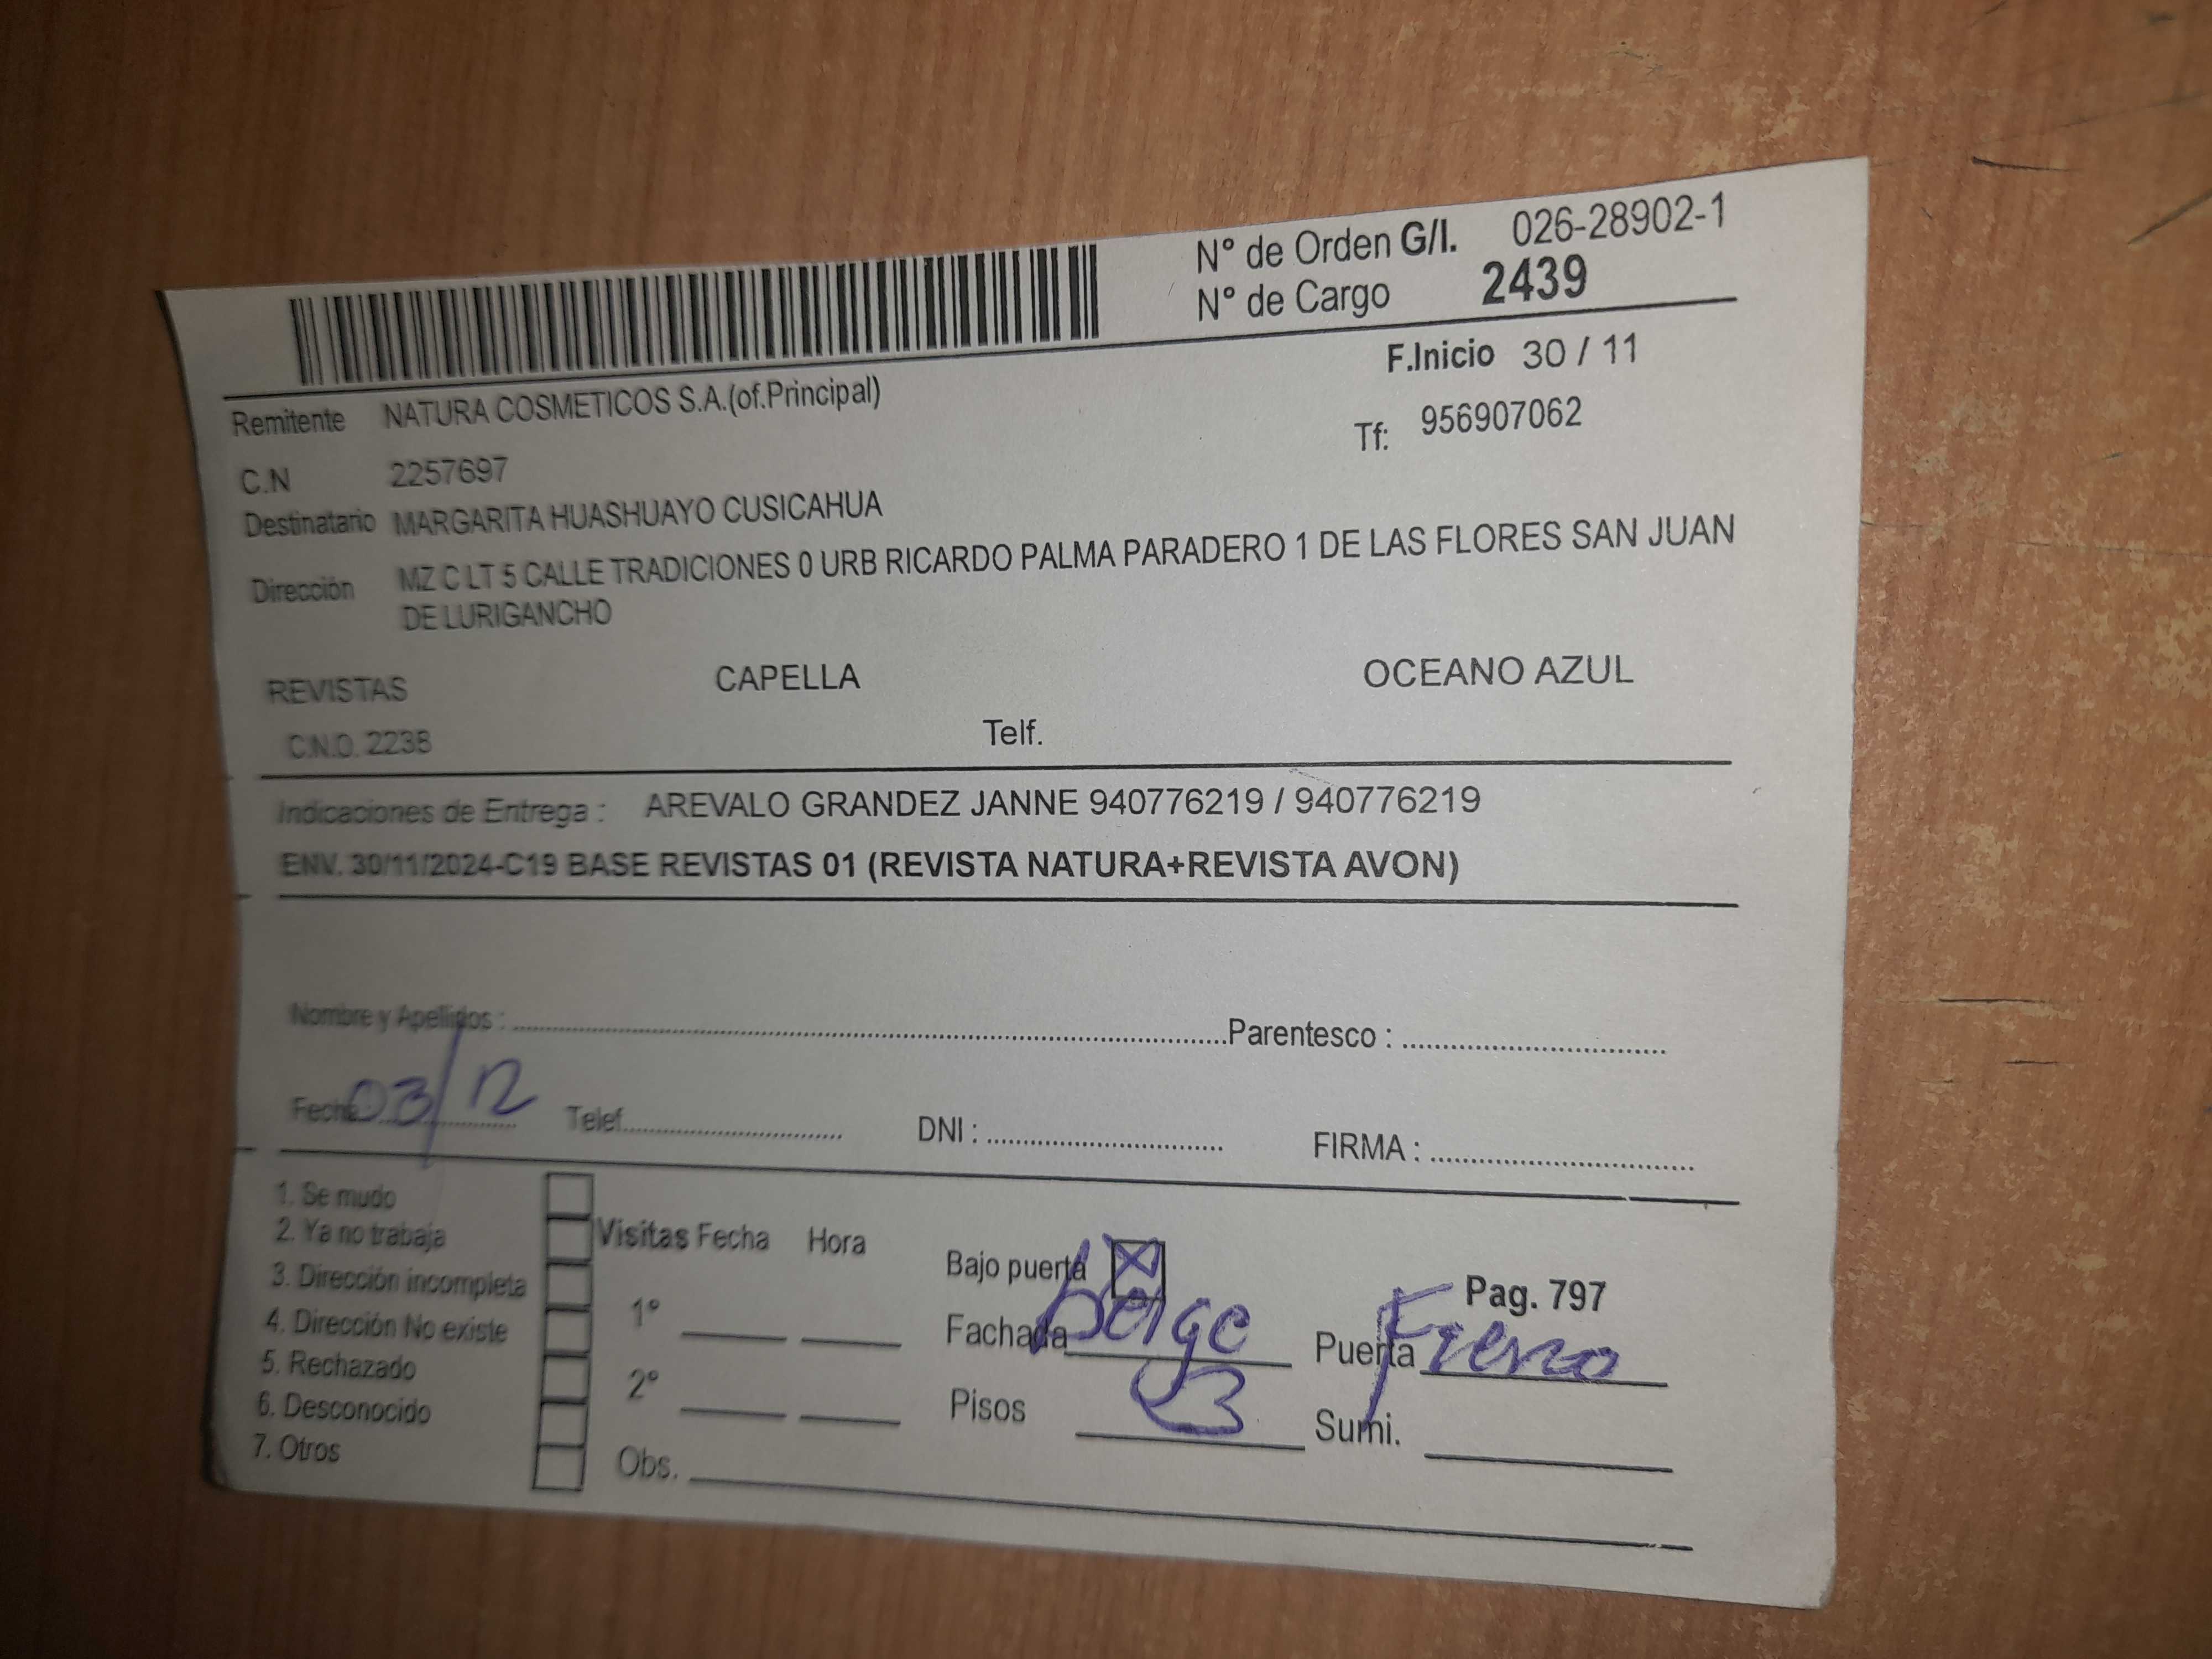 N° de Orden G/I. 026-28902-1
N° de Cargo 2439
F.Inicio 30 / 11
Remitente NATURA COSMETICOS S.A.(of.Principal)
Tf: 956907062
C.N 2257697
Destinatario MARGARITA HUASHUAYO CUSICAHUA
Dirección MZ C LT 5 CALLE TRADICIONES 0 URB RICARDO PALMA PARADERO 1 DE LAS FLORES SAN JUAN
DE LURIGANCHO
REVISTAS CAPELLA OCEANO AZUL
C.N.O. 2238 Telf.
Indicaciones de Entrega : AREVALO GRANDEZ JANNE 940776219 / 940776219
ENV. 30/11/2024-C19 BASE REVISTAS 01 (REVISTA NATURA+REVISTA AVON)
Nombre y Apellidos : Parentesco :
Fecha 03/12 Telef. DNI : FIRMA :
1. Se mudo
2. Ya no trabaja Visitas Fecha Hora
3. Dirección incompleta Bajo puerta X Pag. 797
4. Dirección No existe 1° Fachada beige Puerta Fierro
5. Rechazado
6. Desconocido 2° Pisos 3 Sumi.
7. Otros Obs.